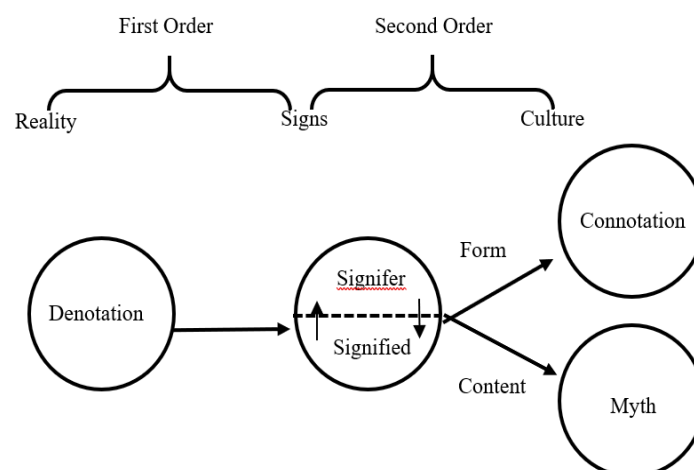 First Order
Second Order
Reality
Signs
Culture
Connotation
Form
Signifer
Denotation
Signified
Content
Myth